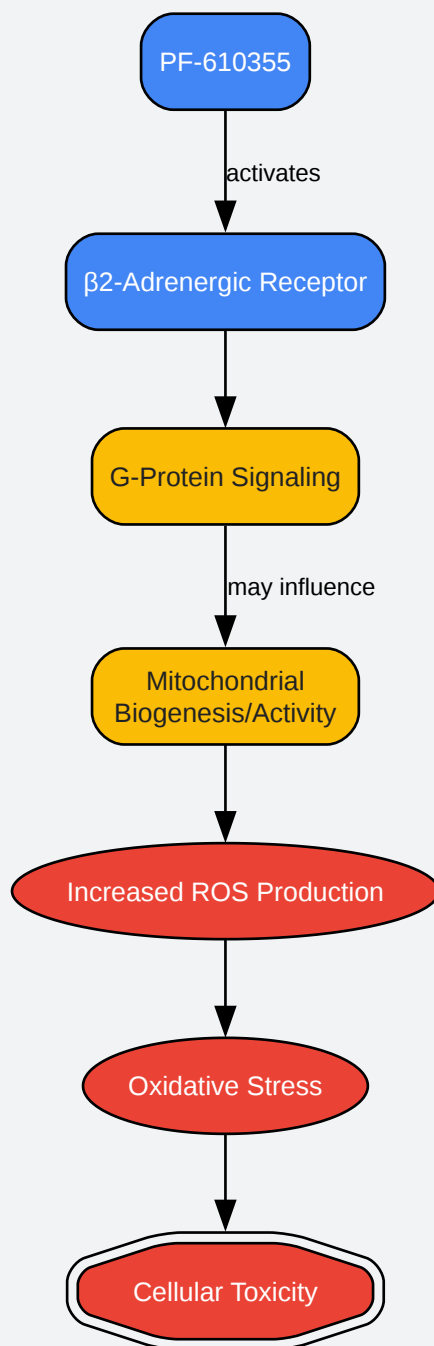 PF-610355
activates
β2-Adrenergic Receptor
G-Protein Signaling
may influence
Mitochondrial
Biogenesis/Activity
Increased ROS Production
Oxidative Stress
Cellular Toxicity